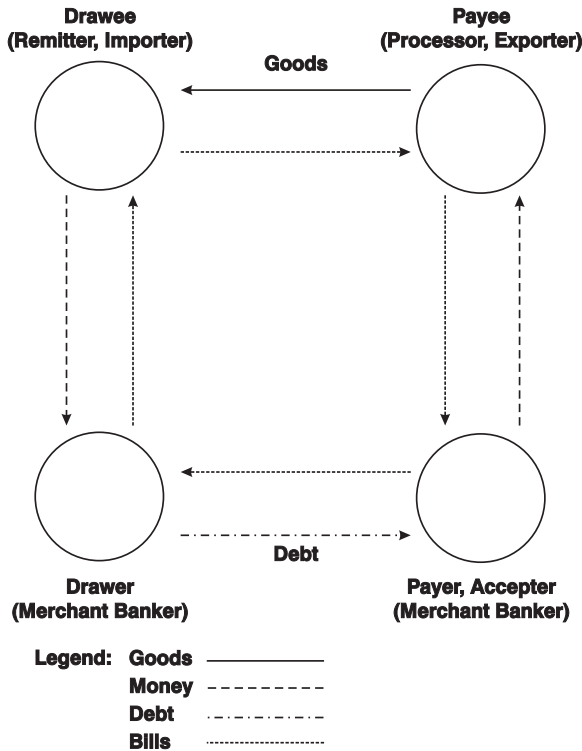 Drawee
(Remitter, Importer)
Payee
(Processor, Exporter)
Goods
Debt
Drawer
(Merchant Banker)
Payer, Accepter
(Merchant Banker)
Legend: Goods
Money
Debt
Bills